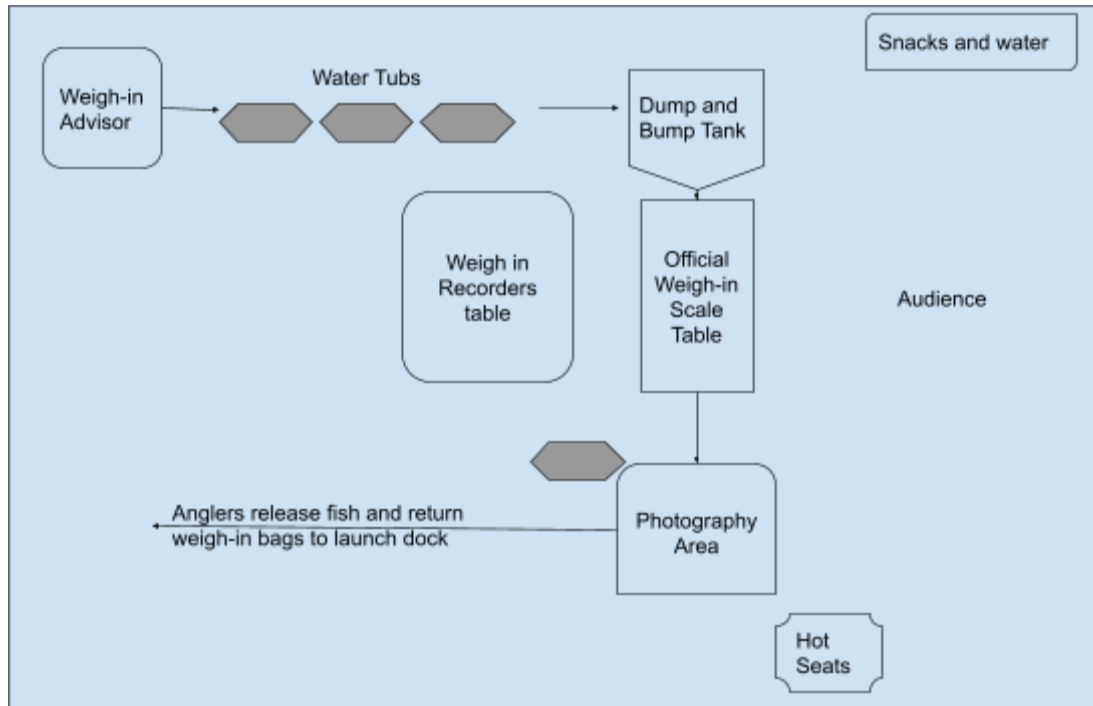 Snacks and water
Weigh-in
Advisor
Water Tubs
Dump and
Bump Tank
Weigh in
Recorders
table
Official
Weigh-in
Scale
Table
Audience
Anglers release fish and return
weigh-in bags to launch dock
Photography
Area
Hot
Seats